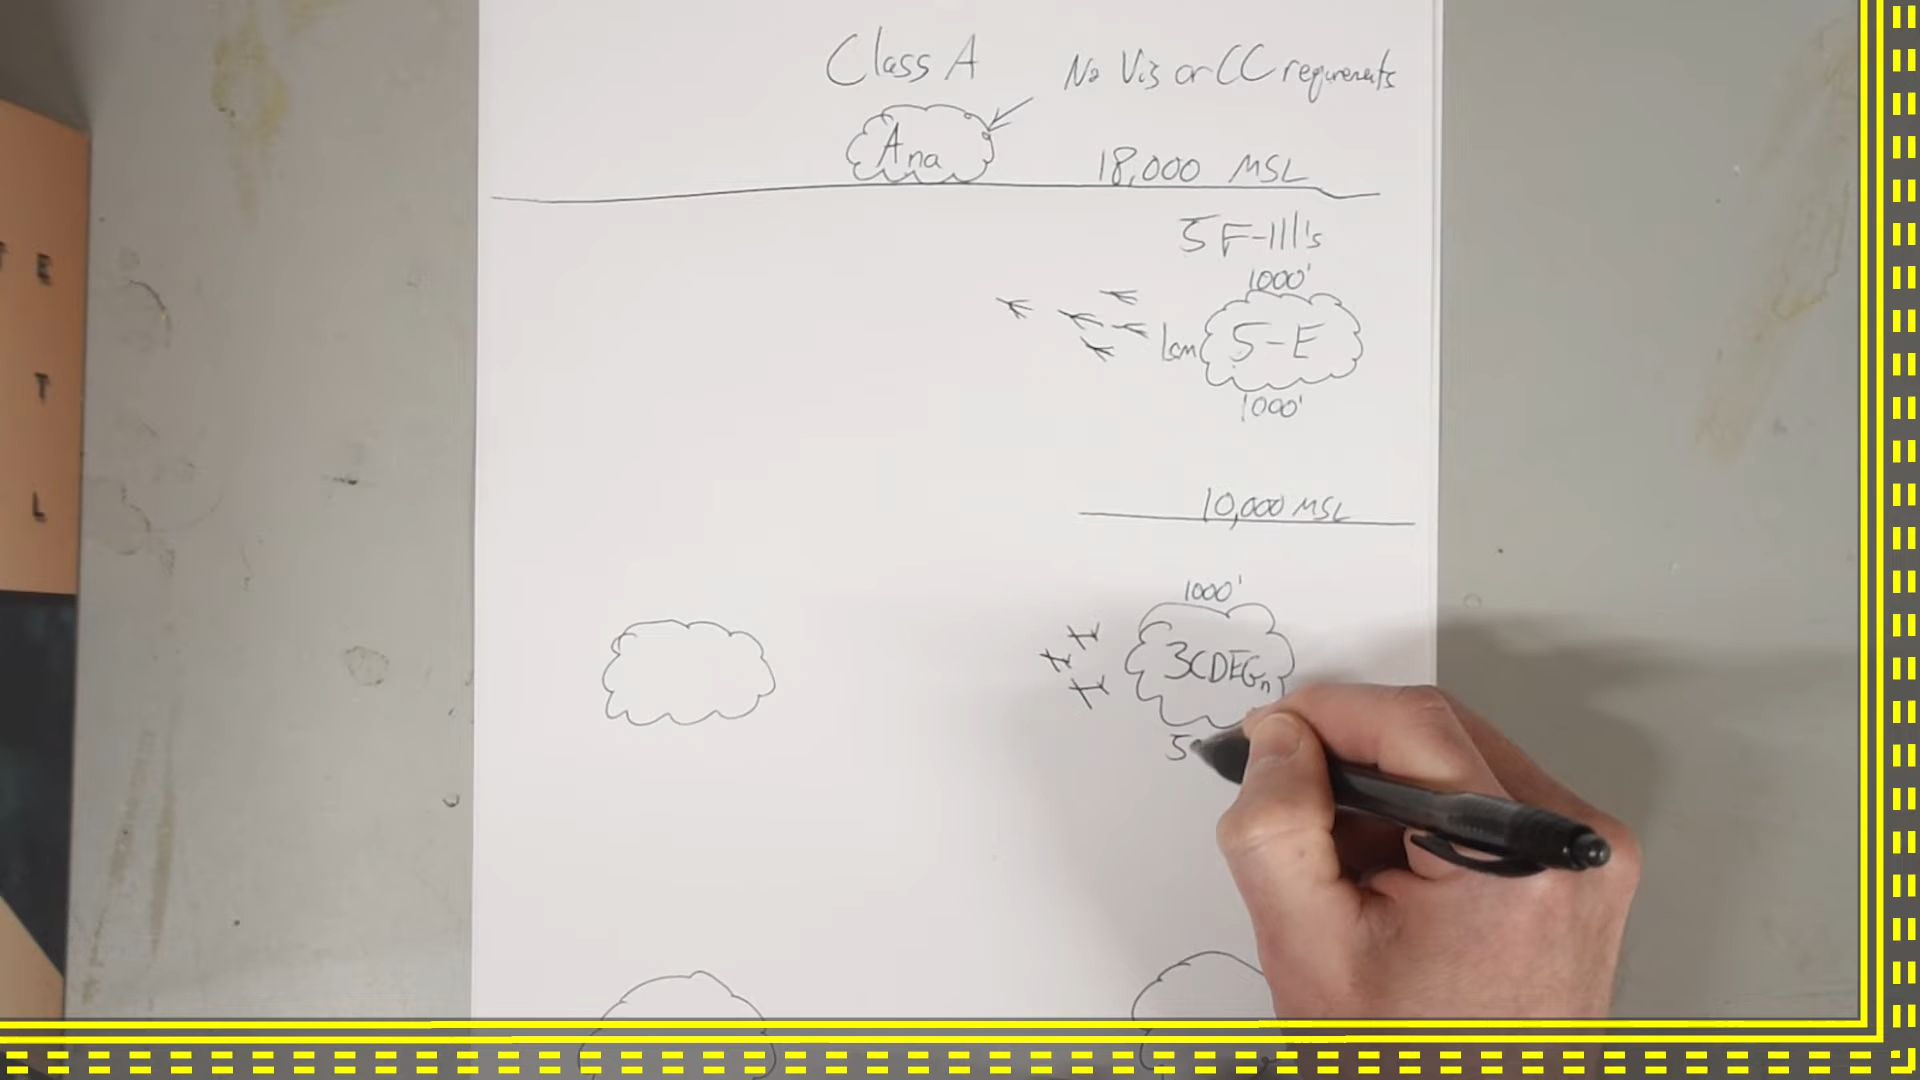 Class A
No Vis or CC requirements
Ana
18,000 MSL
5 F-111's
1000'
5-E
1000'
10,000 MSL
1000'
3CDEGn
5
E
T
L